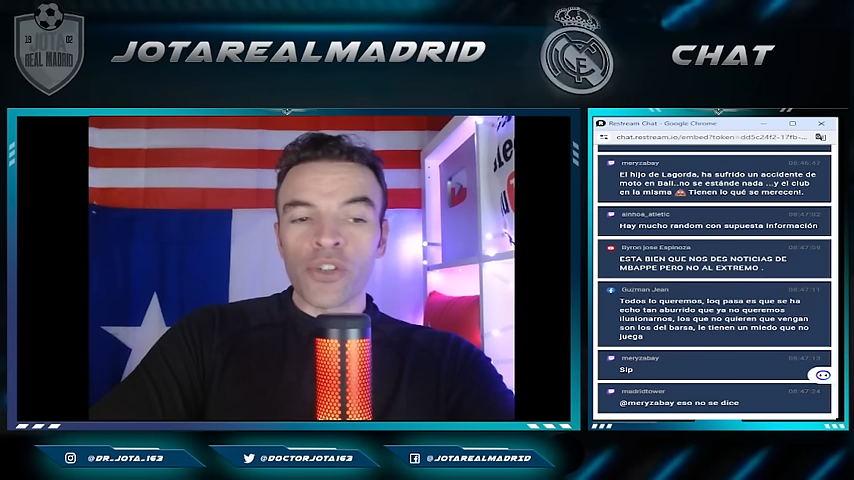 19 02
JOTA
REAL MADRID
JOTAREALMADRID
CHAT
Restream Chat - Google Chrome
chat.restream.io/embed?token=dd5c24f2-17fb-...
meryzabay 08:46:47
El hijo de Lagorda, ha sufrido un accidente de
moto en Bali..no se estánde nada ...y el club
en la misma 💩 Tienen lo qué se merecen!.
ainhoa_atletic 08:47:02
Hay mucho random con supuesta información
Byron jose Espinoza 08:47:09
ESTA BIEN QUE NOS DES NOTICIAS DE
MBAPPE PERO NO AL EXTREMO .
Guzman Jean 08:47:11
Todos lo queremos, loq pasa es que se ha
echo tan aburrido que ya no queremos
ilusionarnos, los que no quieren que vengan
son los del barsa, le tienen un miedo que no
juega
meryzabay 08:47:13
Sip
madridtower 08:47:24
@meryzabay eso no se dice
@DR_JOTA_163
@DOCTORJOTA163
@JOTAREALMADRID